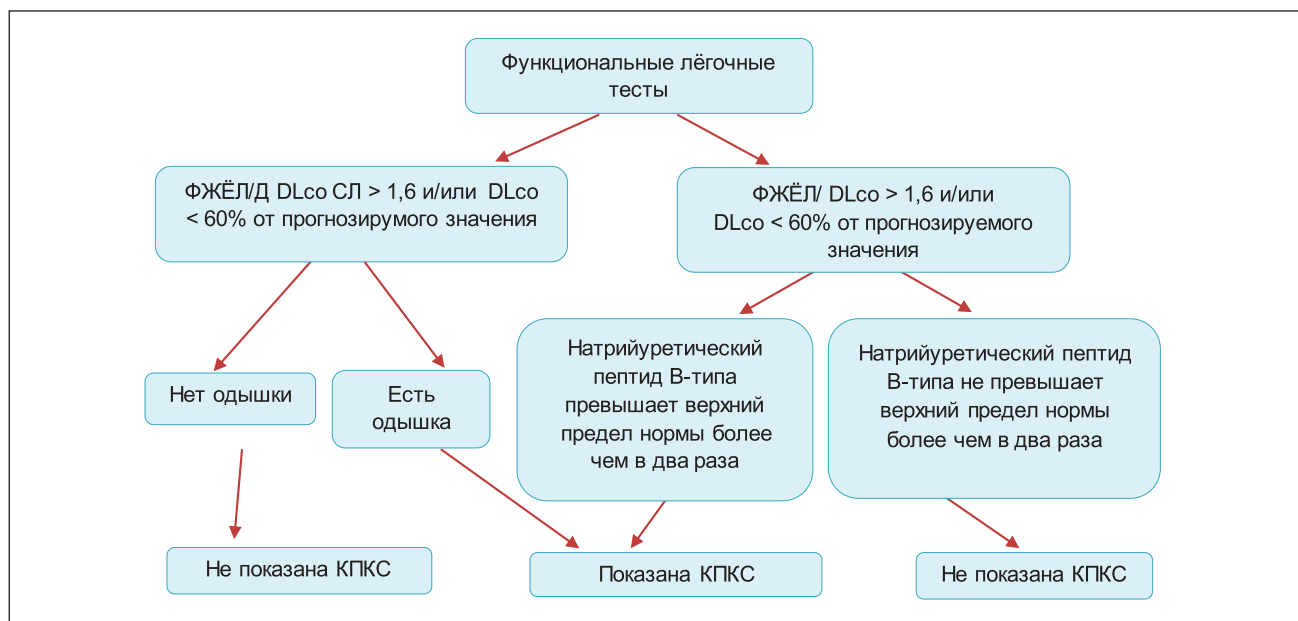 Функциональные лёгочные
тесты
ФЖЁЛ/Д DLco СЛ > 1,6 и/или DLco
< 60% от прогнозирумого значения
ФЖЁЛ/ DLco > 1,6 и/или
DLco < 60% от прогнозируемого
значения
Нет одышки
Есть
одышка
Натрийуретический
пептид В-типа
превышает верхний
предел нормы более
чем в два раза
Натрийуретический пептид
В-типа не превышает
верхний предел нормы
более чем в два раза
Не показана КПКС
Показана КПКС
Не показана КПКС